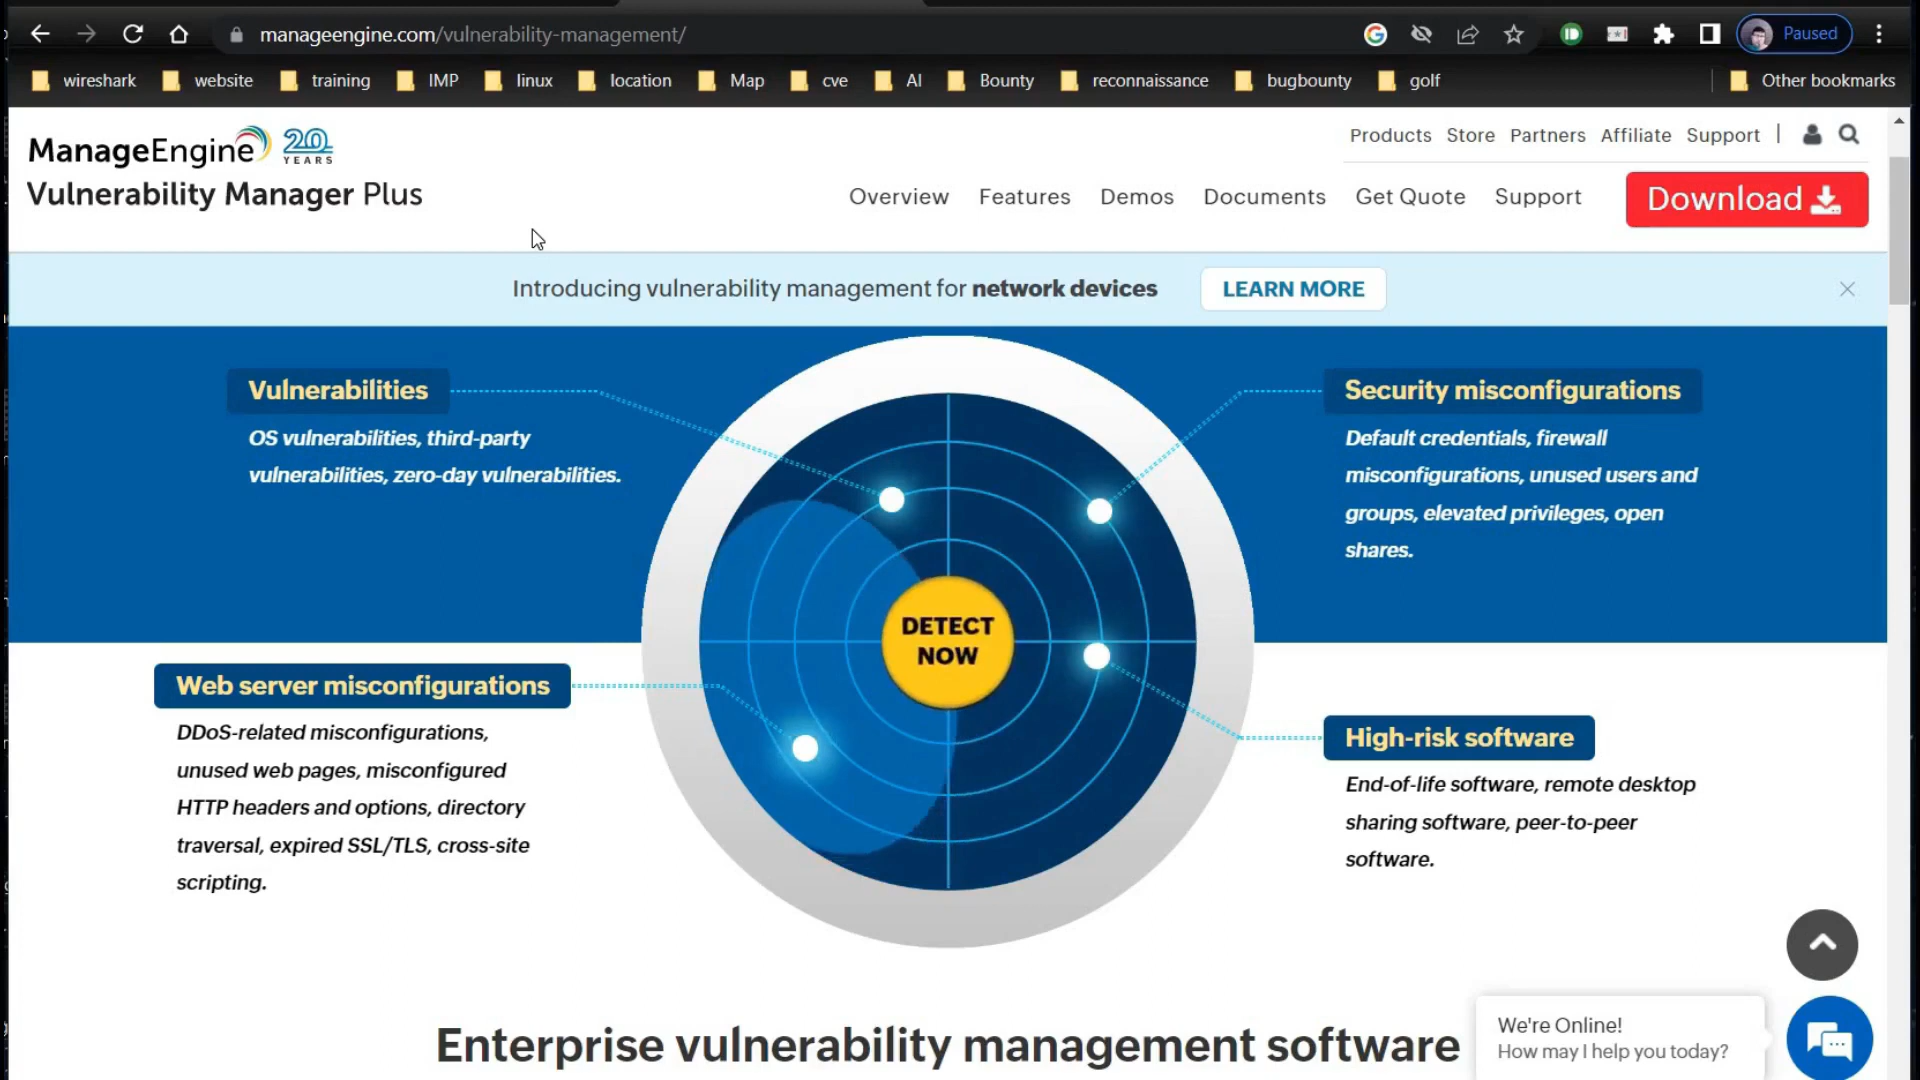 manageengine.com/vulnerability-management/
Paused
wireshark website training IMP linux location Map cve AI Bounty reconnaissance bugbounty golf Other bookmarks
ManageEngine 20 YEARS
Vulnerability Manager Plus
Products Store Partners Affiliate Support
Overview Features Demos Documents Get Quote Support Download
Introducing vulnerability management for network devices LEARN MORE
Vulnerabilities
OS vulnerabilities, third-party
vulnerabilities, zero-day vulnerabilities.
Security misconfigurations
Default credentials, firewall
misconfigurations, unused users and
groups, elevated privileges, open
shares.
DETECT
NOW
Web server misconfigurations
DDoS-related misconfigurations,
unused web pages, misconfigured
HTTP headers and options, directory
traversal, expired SSL/TLS, cross-site
scripting.
High-risk software
End-of-life software, remote desktop
sharing software, peer-to-peer
software.
Enterprise vulnerability management software
We're Online!
How may I help you today?